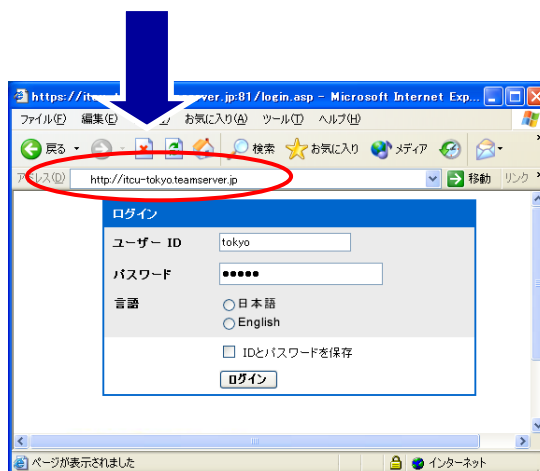 https://it ver.jp:81/login.asp - Microsoft Internet Exp...
ファイル(F) 編集(E) お気に入り(A) ツール(T) ヘルプ(H)
戻る 検索 お気に入り メディア
アドレス(D) http://itcu-tokyo.teamserver.jp 移動 リンク
ログイン
ユーザー ID tokyo
パスワード ●●●●●
言語 日本語
English
IDとパスワードを保存
ログイン
ページが表示されました インターネット